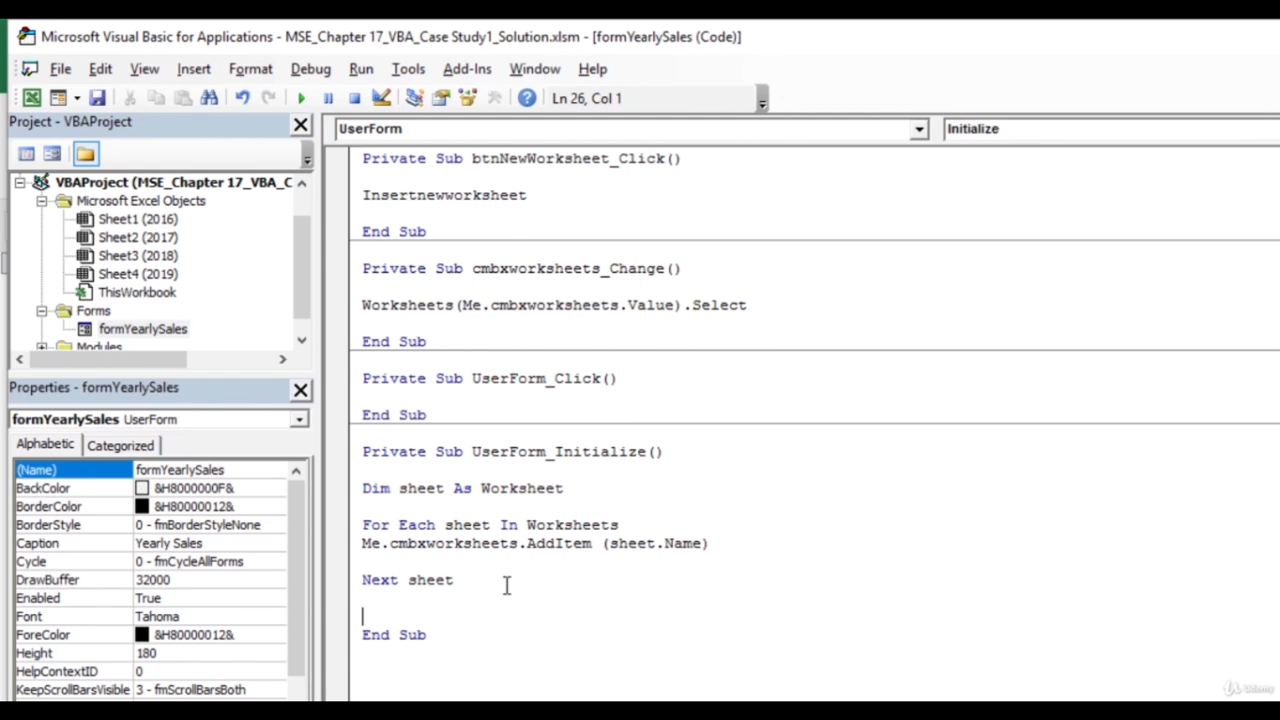 Microsoft Visual Basic for Applications - MSE_Chapter 17_VBA_Case Study1_Solution.xlsm - [formYearlySales (Code)]
File Edit View Insert Format Debug Run Tools Add-Ins Window Help
Ln 26, Col 1
Project - VBAProject
VBAProject (MSE_Chapter 17_VBA_C
Microsoft Excel Objects
Sheet1 (2016)
Sheet2 (2017)
Sheet3 (2018)
Sheet4 (2019)
ThisWorkbook
Forms
formYearlySales
Modules
Properties - formYearlySales
formYearlySales UserForm
Alphabetic Categorized
(Name) formYearlySales
BackColor &H8000000F&
BorderColor &H80000012&
BorderStyle 0 - fmBorderStyleNone
Caption Yearly Sales
Cycle 0 - fmCycleAllForms
DrawBuffer 32000
Enabled True
Font Tahoma
ForeColor &H80000012&
Height 180
HelpContextID 0
KeepScrollBarsVisible 3 - fmScrollBarsBoth
UserForm Initialize
Private Sub btnNewWorksheet_Click()
Insertnewworksheet
End Sub
Private Sub cmbxworksheets_Change()
Worksheets(Me.cmbxworksheets.Value).Select
End Sub
Private Sub UserForm_Click()
End Sub
Private Sub UserForm_Initialize()
Dim sheet As Worksheet
For Each sheet In Worksheets
Me.cmbxworksheets.AddItem (sheet.Name)
Next sheet
End Sub
Udemy